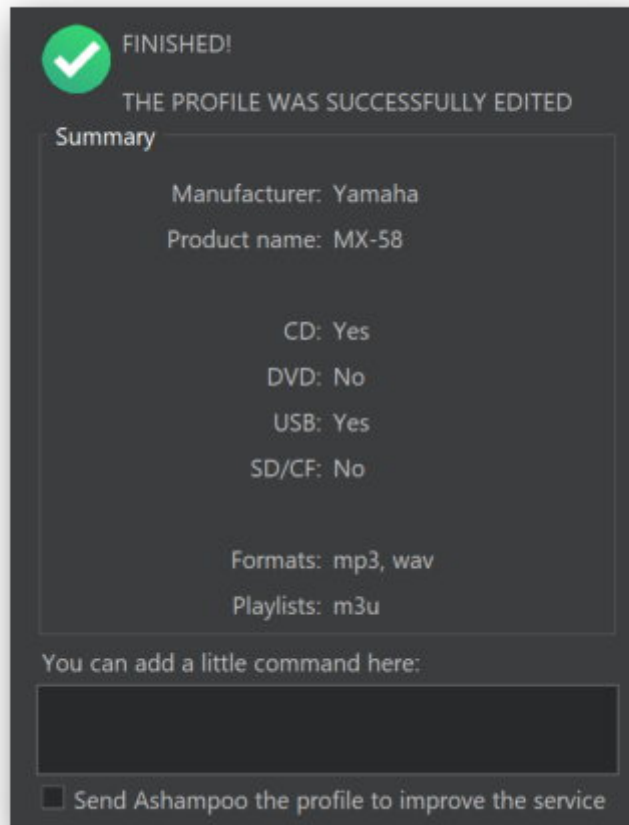 FINISHED!
THE PROFILE WAS SUCCESSFULLY EDITED
Summary
Manufacturer: Yamaha
Product name: MX-58
CD: Yes
DVD: No
USB: Yes
SD/CF: No
Formats: mp3, wav
Playlists: m3u
You can add a little command here:
Send Ashampoo the profile to improve the service